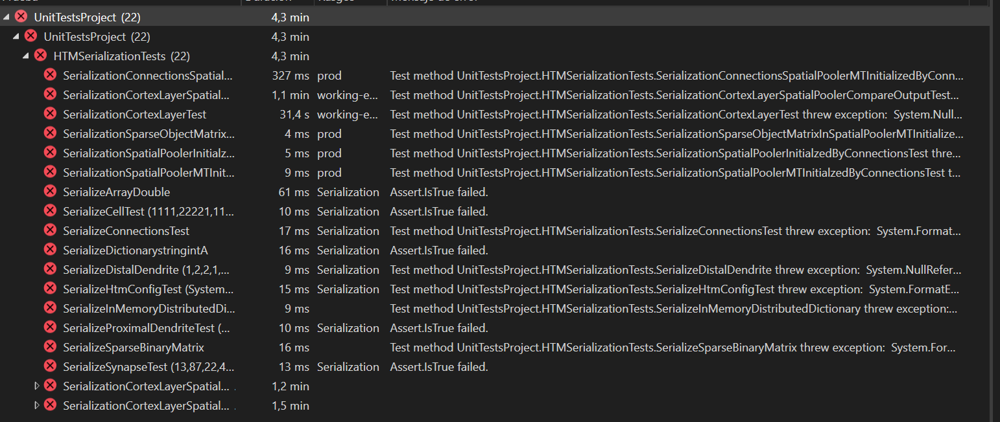 Duración Rasgos Mensaje de error
UnitTestsProject (22) 4,3 min
UnitTestsProject (22) 4,3 min
HTMSerializationTests (22) 4,3 min
SerializationConnectionsSpatial... 327 ms prod Test method UnitTestsProject.HTMSerializationTests.SerializationConnectionsSpatialPoolerMTInitializedByConn...
SerializationCortexLayerSpatial... 1,1 min working-e... Test method UnitTestsProject.HTMSerializationTests.SerializationCortexLayerSpatialPoolerCompareOutputTest...
SerializationCortexLayerTest 31,4 s working-e... Test method UnitTestsProject.HTMSerializationTests.SerializationCortexLayerTest threw exception: System.Null...
SerializationSparseObjectMatrix... 4 ms prod Test method UnitTestsProject.HTMSerializationTests.SerializationSparseObjectMatrixInSpatialPoolerMTInitialize...
SerializationSpatialPoolerInitialz... 5 ms prod Test method UnitTestsProject.HTMSerializationTests.SerializationSpatialPoolerInitialzedByConnectionsTest thre...
SerializationSpatialPoolerMTInit... 9 ms prod Test method UnitTestsProject.HTMSerializationTests.SerializationSpatialPoolerMTInitialzedByConnectionsTest t...
SerializeArrayDouble 61 ms Serialization Assert.IsTrue failed.
SerializeCellTest (1111,22221,11... 10 ms Serialization Assert.IsTrue failed.
SerializeConnectionsTest 17 ms Serialization Test method UnitTestsProject.HTMSerializationTests.SerializeConnectionsTest threw exception: System.Format...
SerializeDictionarystringintA 16 ms Serialization Assert.IsTrue failed.
SerializeDistalDendrite (1,2,2,1,... 9 ms Serialization Test method UnitTestsProject.HTMSerializationTests.SerializeDistalDendrite threw exception: System.NullRefer...
SerializeHtmConfigTest (System... 15 ms Serialization Test method UnitTestsProject.HTMSerializationTests.SerializeHtmConfigTest threw exception: System.FormatE...
SerializeInMemoryDistributedDi... 9 ms Test method UnitTestsProject.HTMSerializationTests.SerializeInMemoryDistributedDictionary threw exception:...
SerializeProximalDendriteTest (... 10 ms Serialization Assert.IsTrue failed.
SerializeSparseBinaryMatrix 16 ms Test method UnitTestsProject.HTMSerializationTests.SerializeSparseBinaryMatrix threw exception: System.For...
SerializeSynapseTest (13,87,22,4... 13 ms Serialization Assert.IsTrue failed.
SerializationCortexLayerSpatial... . 1,2 min
SerializationCortexLayerSpatial... . 1,5 min